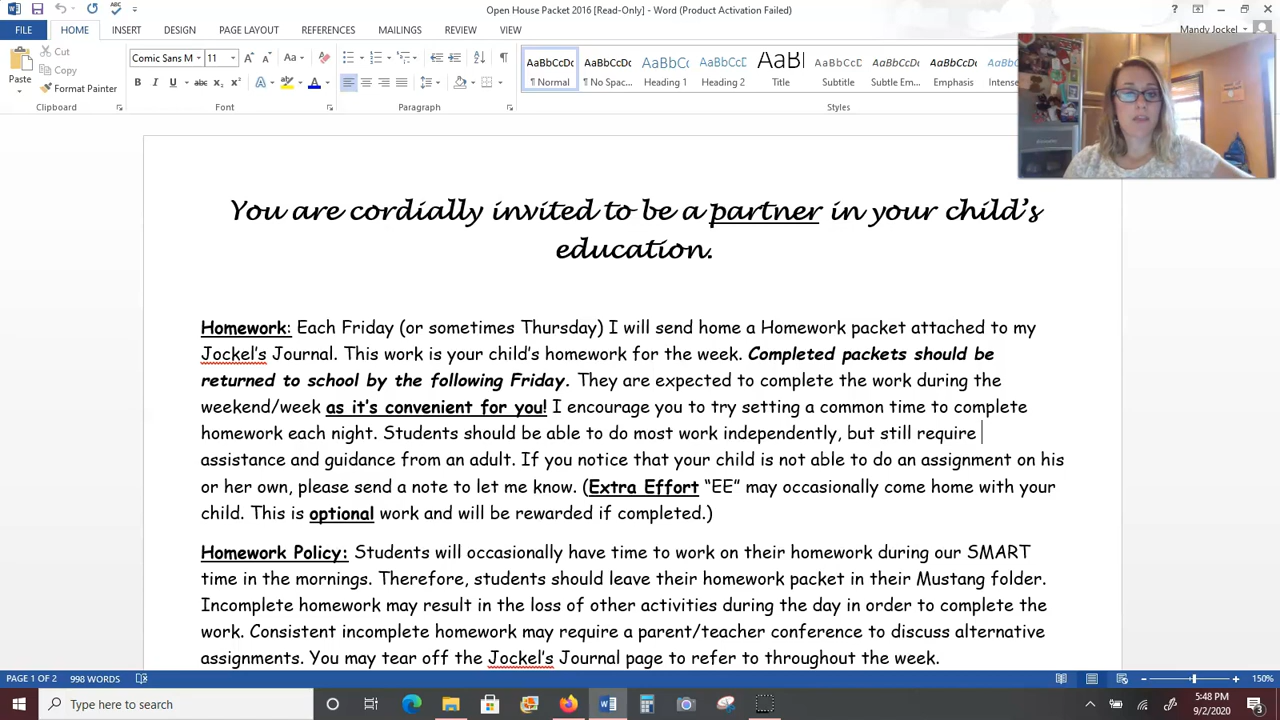 Open House Packet 2016 [Read-Only] - Word (Product Activation Failed)
FILE HOME INSERT DESIGN PAGE LAYOUT REFERENCES MAILINGS REVIEW VIEW Mandy Jockel
Paste
Cut
Copy
Format Painter
Comic Sans M 11
Clipboard Font Paragraph Styles
AaBbCcDc AaBbCcDc AaBbCc AaBbCcD AaBl AaBbCcD AaBbCcDc AaBbCcDc AaBbCcDc
¶ Normal ¶ No Spac... Heading 1 Heading 2 Title Subtitle Subtle Em... Emphasis Intense
You are cordially invited to be a partner in your child's
education.
Homework: Each Friday (or sometimes Thursday) I will send home a Homework packet attached to my
Jockel's Journal. This work is your child's homework for the week. Completed packets should be
returned to school by the following Friday. They are expected to complete the work during the
weekend/week as it's convenient for you! I encourage you to try setting a common time to complete
homework each night. Students should be able to do most work independently, but still require
assistance and guidance from an adult. If you notice that your child is not able to do an assignment on his
or her own, please send a note to let me know. (Extra Effort “EE” may occasionally come home with your
child. This is optional work and will be rewarded if completed.)
Homework Policy: Students will occasionally have time to work on their homework during our SMART
time in the mornings. Therefore, students should leave their homework packet in their Mustang folder.
Incomplete homework may result in the loss of other activities during the day in order to complete the
work. Consistent incomplete homework may require a parent/teacher conference to discuss alternative
assignments. You may tear off the Jockel's Journal page to refer to throughout the week.
PAGE 1 OF 2 998 WORDS 150%
Type here to search
5:48 PM
9/2/2020